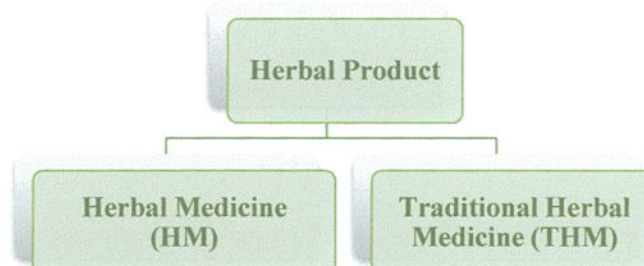 Herbal Product
Herbal Medicine
(HM)
Traditional Herbal
Medicine (THM)